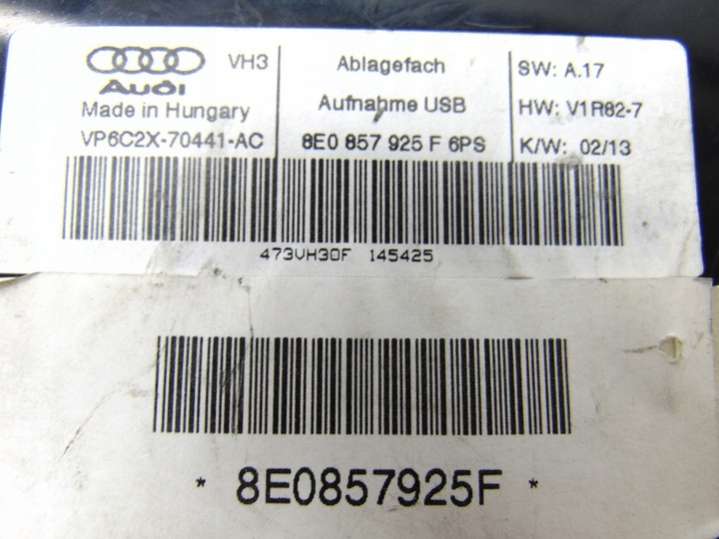 VH3
Audi
Made in Hungary
VP6C2X-70441-AC
Ablagefach
Aufnahme USB
8E0 857 925 F 6PS
SW: A.17
HW: V1R82-7
K/W: 02/13
473VH30F 145425
* 8E0857925F *